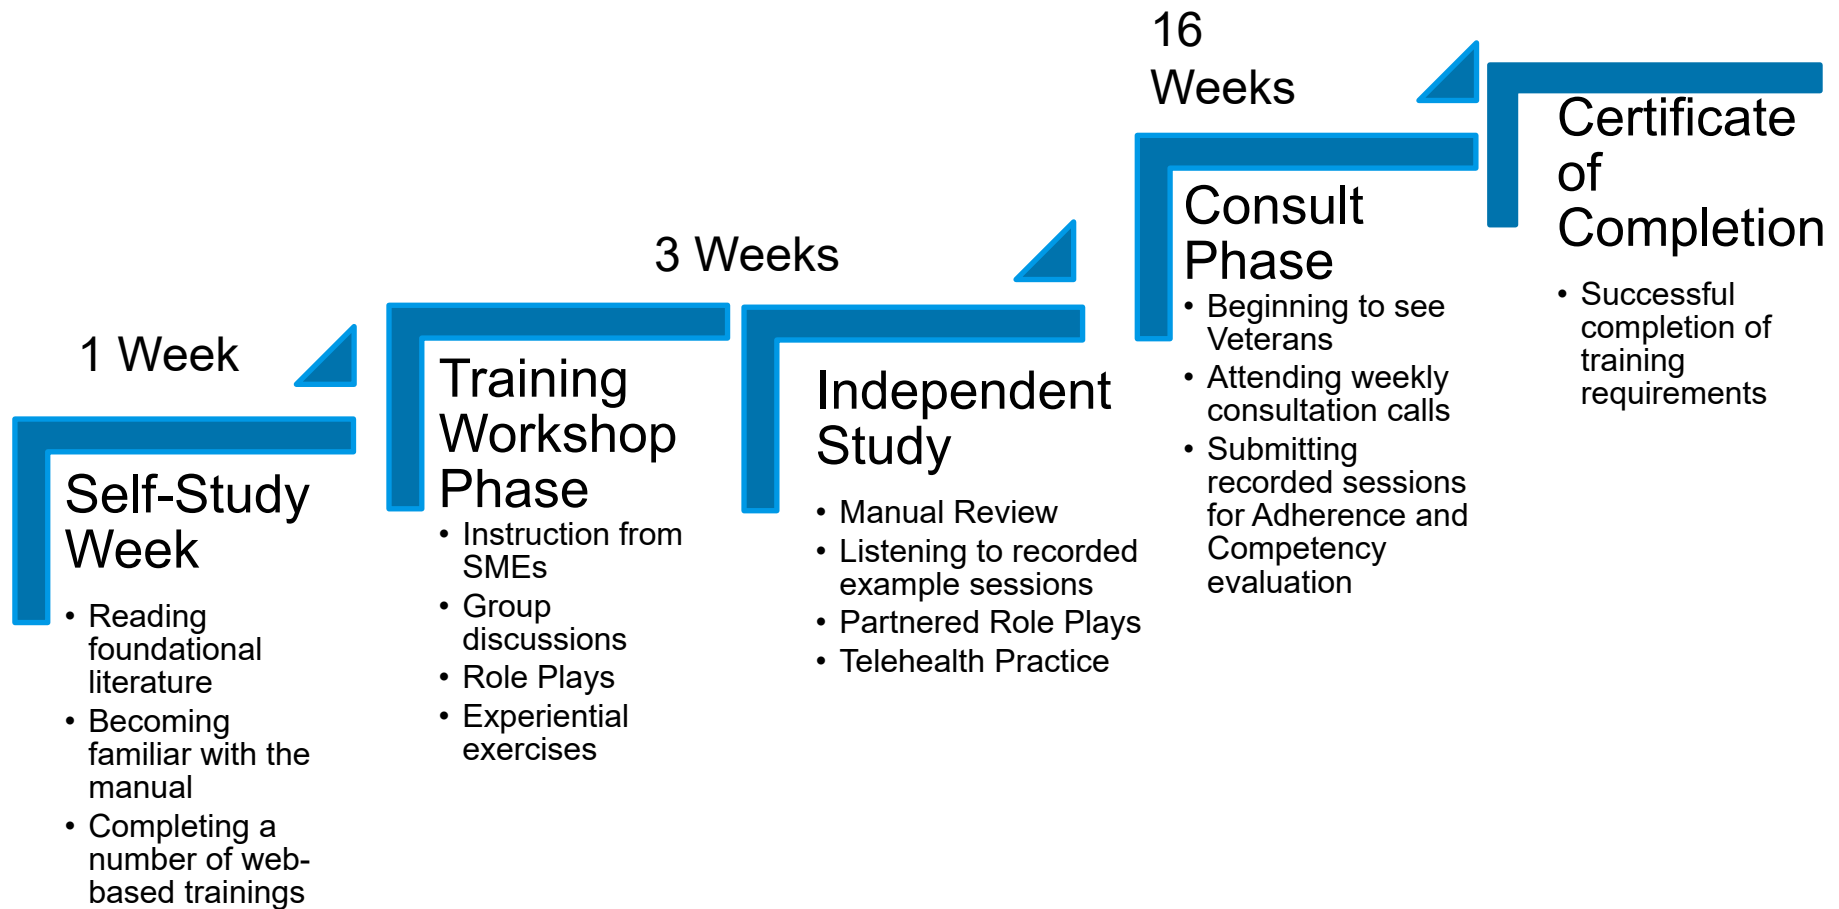 1 Week
Self-Study
Week
• Reading
foundational
literature
• Becoming
familiar with the
manual
• Completing a
number of web-
based trainings
3 Weeks
Training
Workshop
Phase
• Instruction from
SMEs
• Group
discussions
• Role Plays
• Experiential
exercises
Independent
Study
• Manual Review
• Listening to recorded
example sessions
• Partnered Role Plays
• Telehealth Practice
16
Weeks
Consult
Phase
• Beginning to see
Veterans
• Attending weekly
consultation calls
• Submitting
recorded sessions
for Adherence and
Competency
evaluation
Certificate
of
Completion
• Successful
completion of
training
requirements